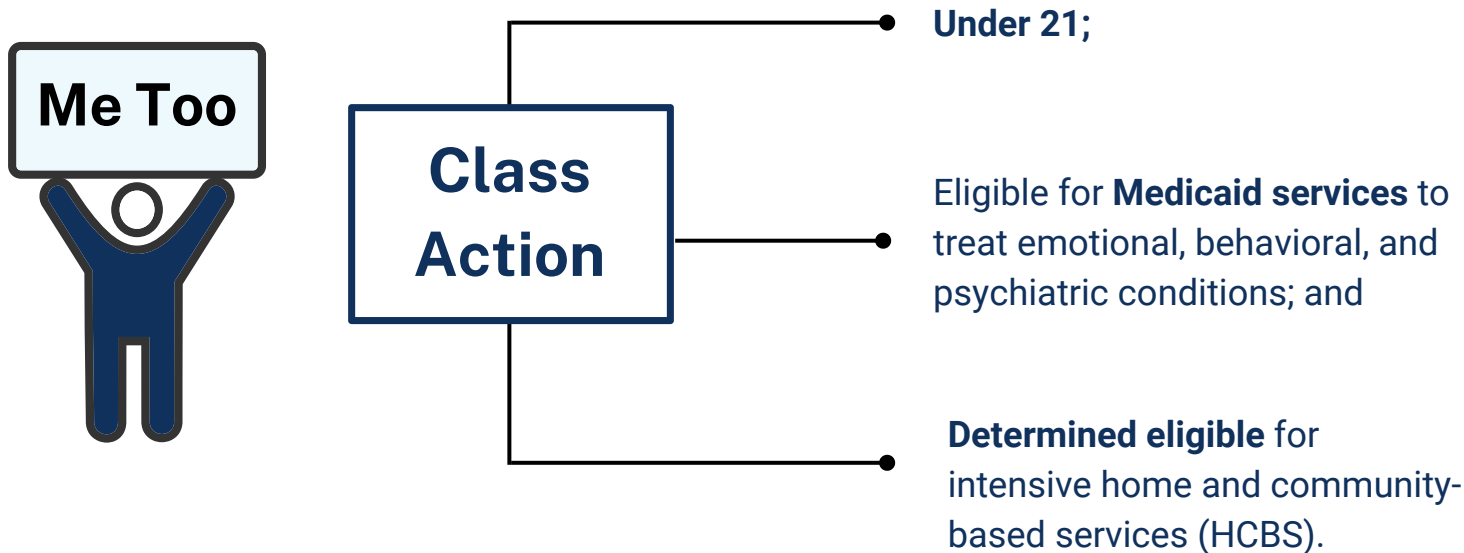 Me Too
Class
Action
Under 21;
Eligible for Medicaid services to
treat emotional, behavioral, and
psychiatric conditions; and
Determined eligible for
intensive home and community-
based services (HCBS).